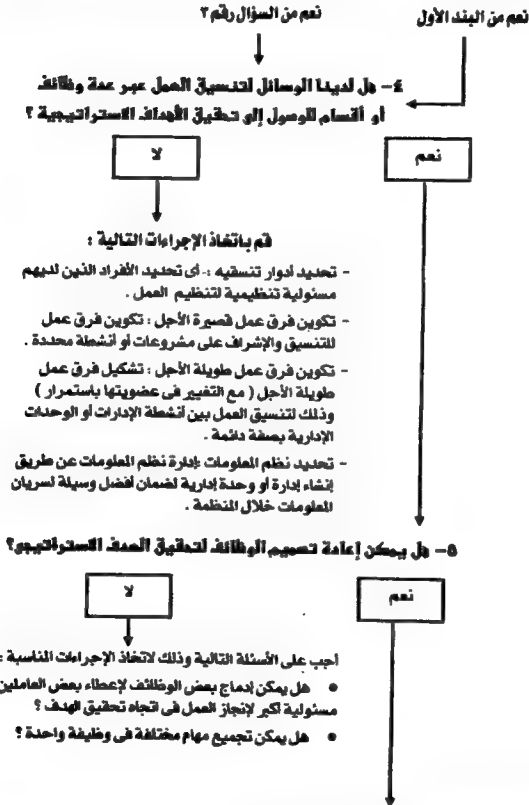 نعم من البند الأول
نعم من السؤال رقم ٣
٤- هل لدينا الوسائل لتنسيق العمل عبر عدة وظائف
أو أقسام للوصول إلى تحقيق الأهداف الاستراتيجية ؟
نعم
لا
قم باتخاذ الإجراءات التالية :
- تحديد أدوار تنسقيه :- أى تحديد الأفراد الذين لديهم
مسئولية تنظيمية لتنظيم العمل .
- تكوين فرق عمل قصيرة الأجل : تكوين فرق عمل
للتنسيق والإشراف على مشروعات أو أنشطة محددة .
- تكوين فرق عمل طويلة الأجل : تشكيل فرق عمل
طويلة الأجل ( مع التغيير فى عضويتها باستمرار )
وذلك لتنسيق العمل بين أنشطة الإدارات أو الوحدات
الإدارية بصفة دائمة .
- تحديد نظم المعلومات :إدارة نظم المعلومات عن طريق
إنشاء إدارة أو وحدة إدارية لضمان أفضل وسيلة لسريان
المعلومات خلال المنظمة .
٥- هل يمكن إعادة تصميم الوظائف لتحقيق الهدف الاستراتيجى؟
نعم
لا
أجب على الأسئلة التالية وذلك لاتخاذ الإجراءات المناسبة :
● هل يمكن إدماج بعض الوظائف لإعطاء بعض العاملين
مسئولية أكبر لإنجاز العمل فى اتجاه تحقيق الهدف ؟
● هل يمكن تجميع مهام مختلفة فى وظيفة واحدة ؟